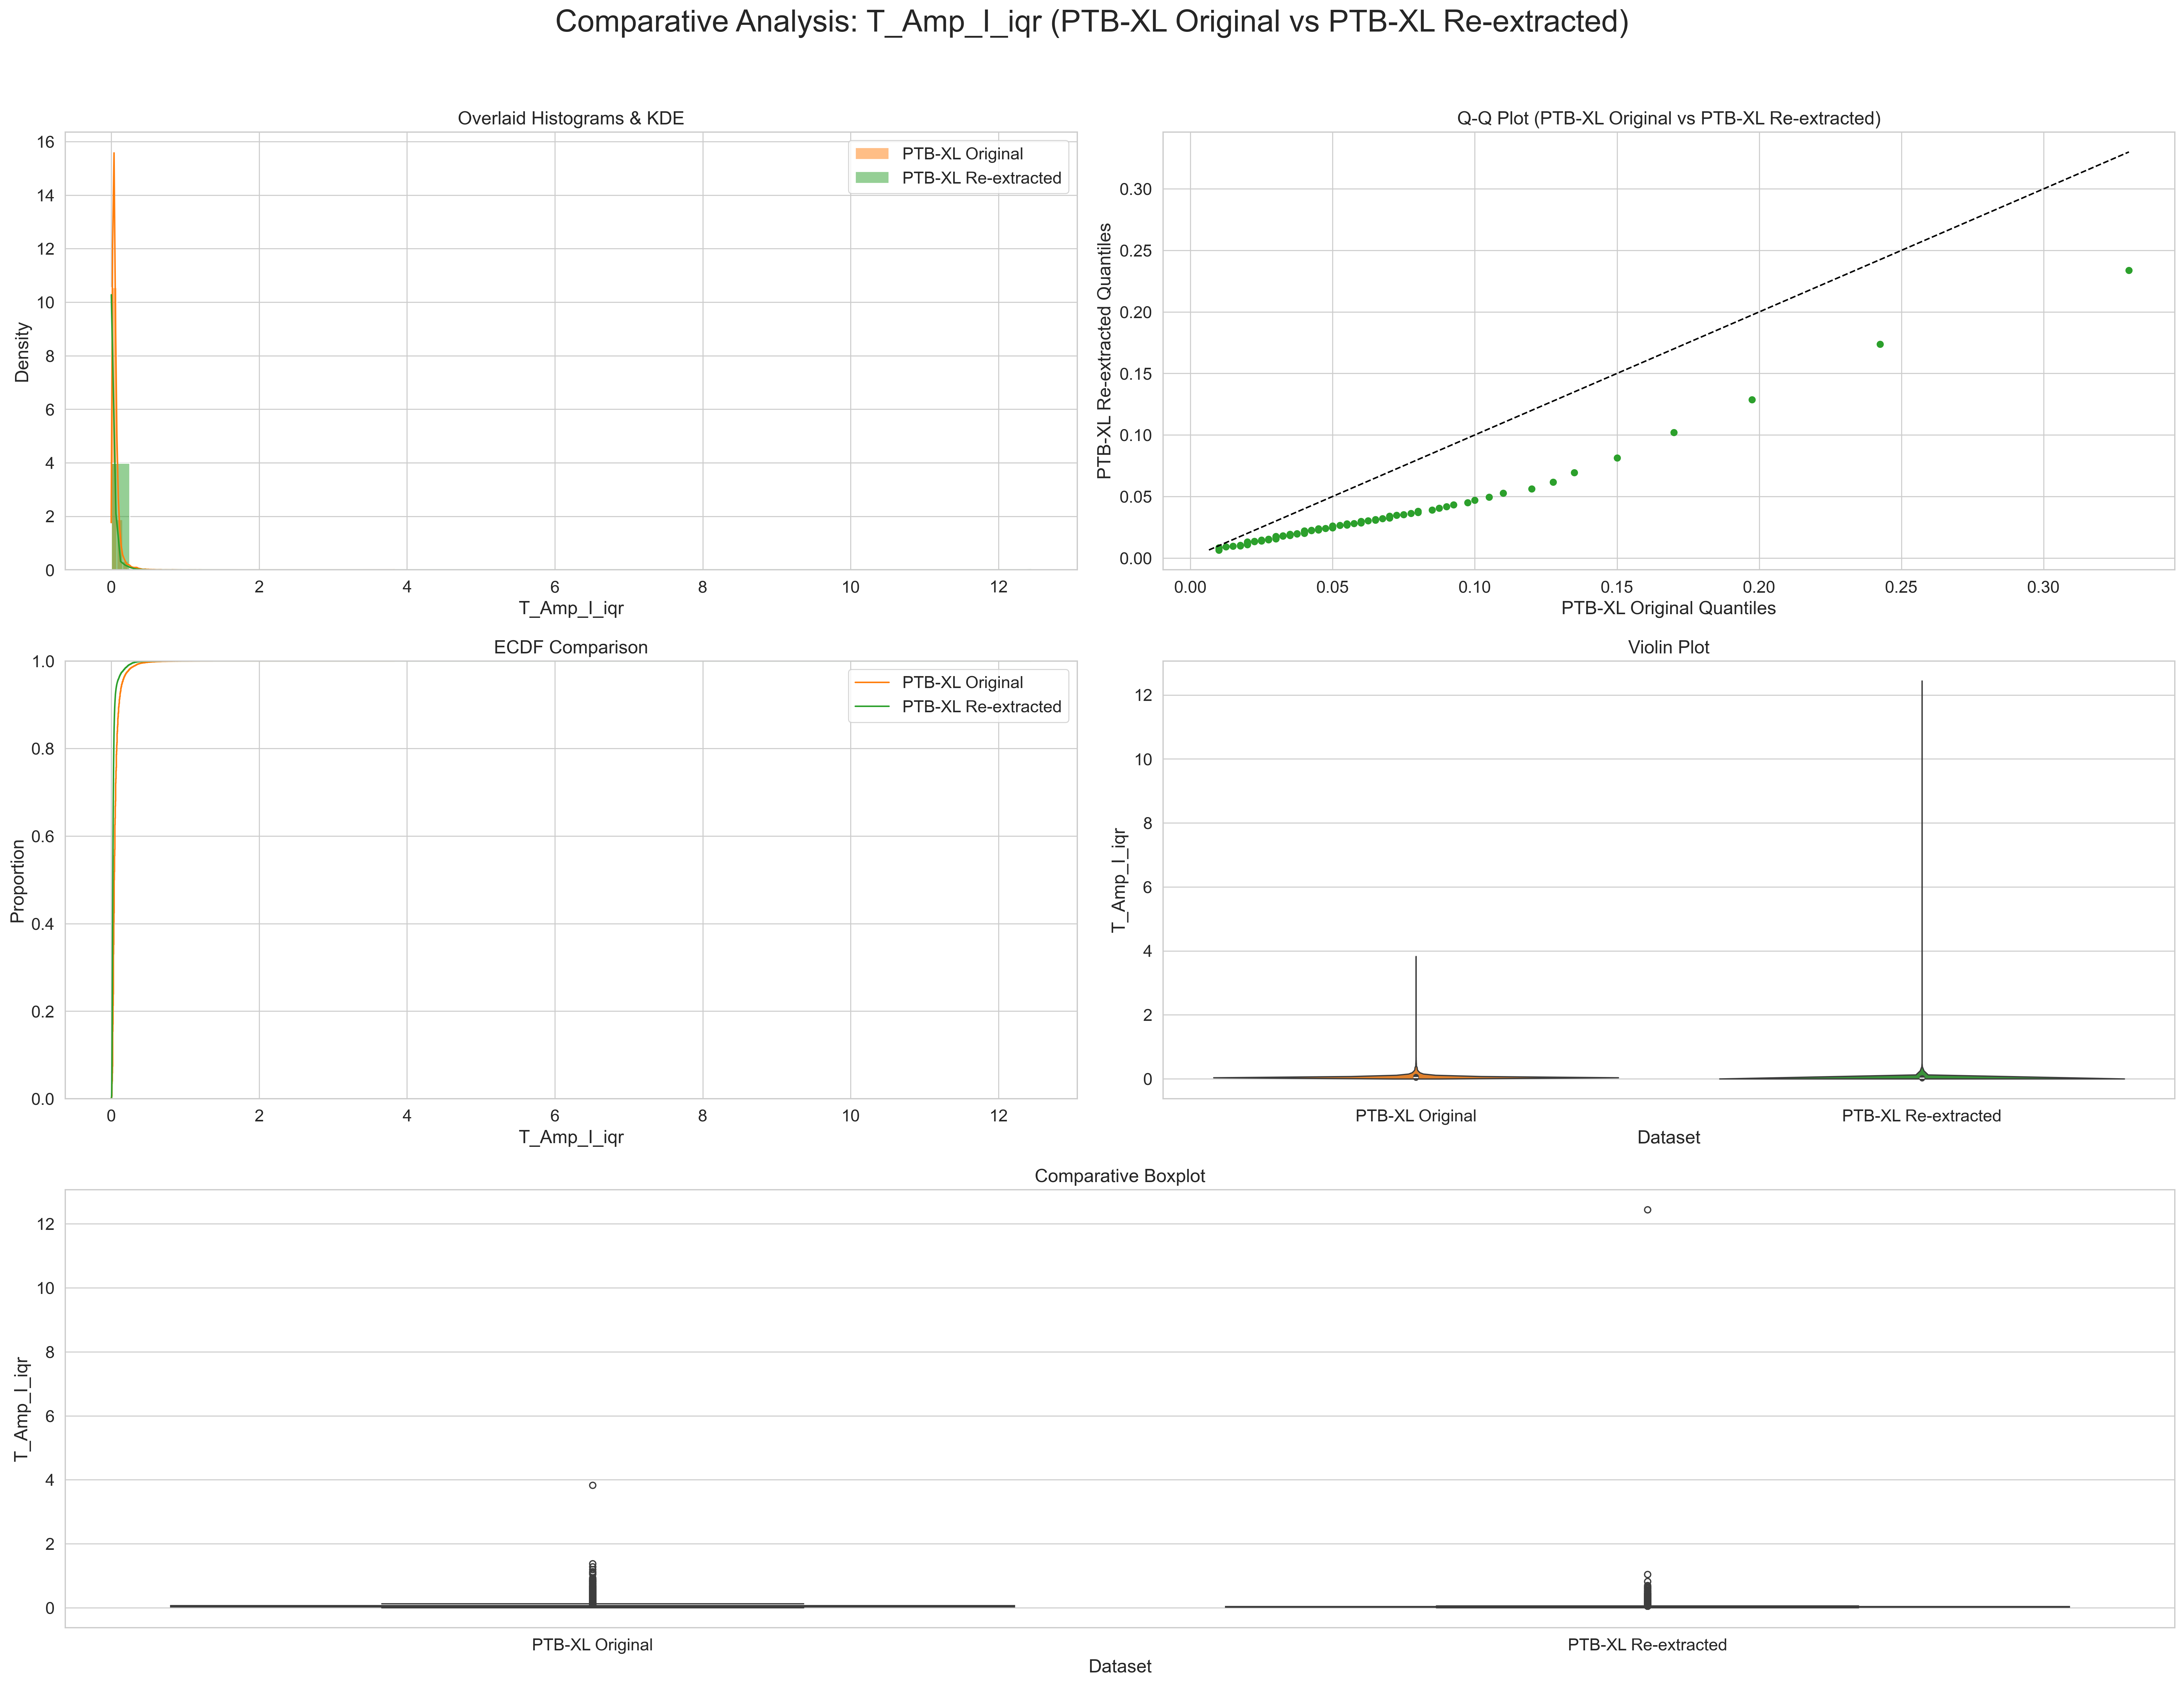 Comparative Analysis: T_Amp_I_iqr (PTB-XL Original vs PTB-XL Re-extracted)
Overlaid Histograms & KDE
PTB-XL Original
PTB-XL Re-extracted
Density
16
14
12
10
8
6
4
2
0
0 2 4 6 8 10 12
T_Amp_I_iqr
Q-Q Plot (PTB-XL Original vs PTB-XL Re-extracted)
PTB-XL Re-extracted Quantiles
0.30
0.25
0.20
0.15
0.10
0.05
0.00
0.00 0.05 0.10 0.15 0.20 0.25 0.30
PTB-XL Original Quantiles
ECDF Comparison
PTB-XL Original
PTB-XL Re-extracted
Proportion
1.0
0.8
0.6
0.4
0.2
0.0
0 2 4 6 8 10 12
T_Amp_I_iqr
Violin Plot
T_Amp_I_iqr
12
10
8
6
4
2
0
PTB-XL Original PTB-XL Re-extracted
Dataset
Comparative Boxplot
T_Amp_I_iqr
12
10
8
6
4
2
0
PTB-XL Original PTB-XL Re-extracted
Dataset